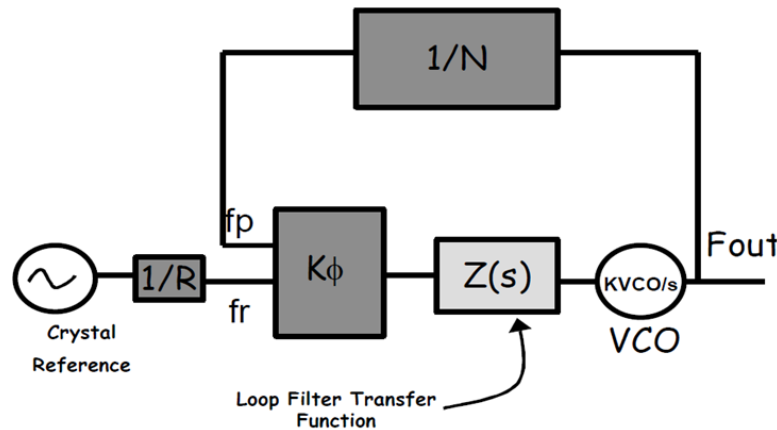 1/N
fp
Kϕ
Z(s)
KVCO/s
Fout
1/R
fr
VCO
Crystal
Reference
Loop Filter Transfer
Function